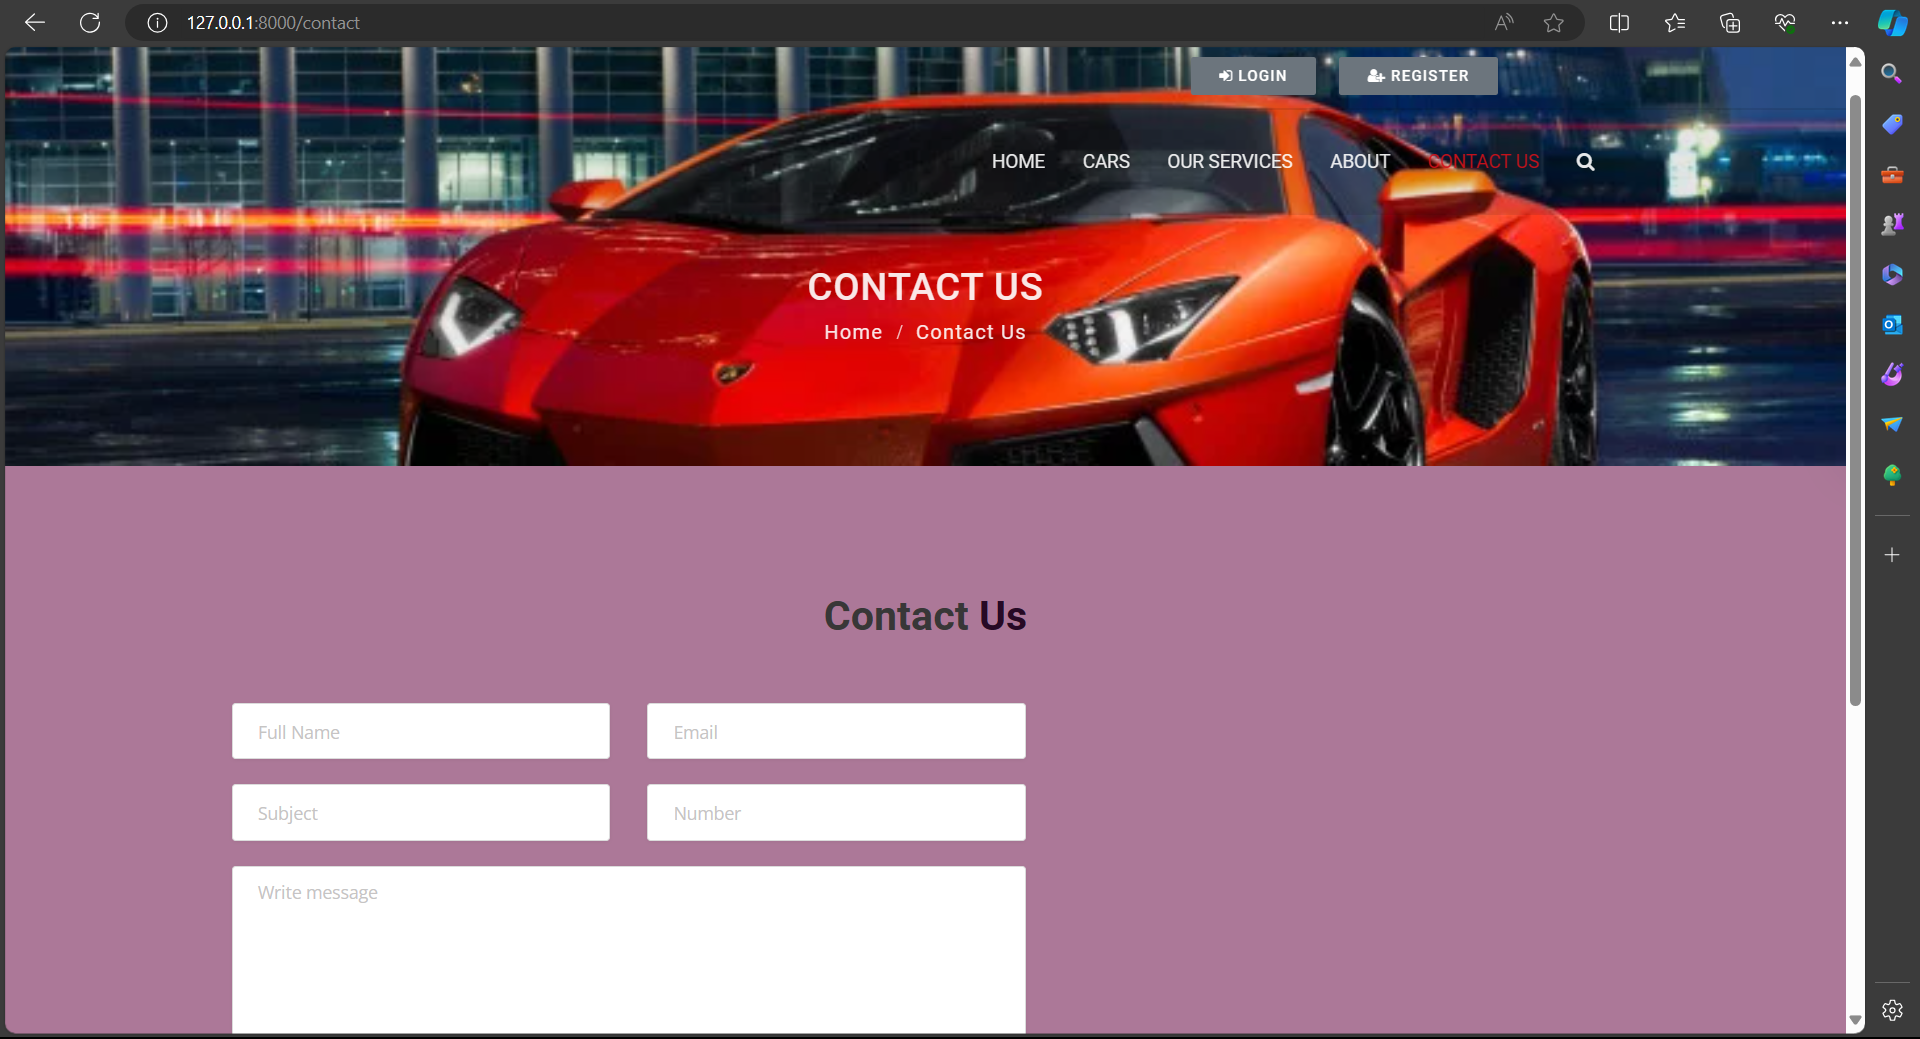 127.0.0.1:8000/contact
LOGIN
REGISTER
HOME
CARS
OUR SERVICES
ABOUT
CONTACT US
CONTACT US
Home / Contact Us
Contact Us
Full Name
Email
Subject
Number
Write message